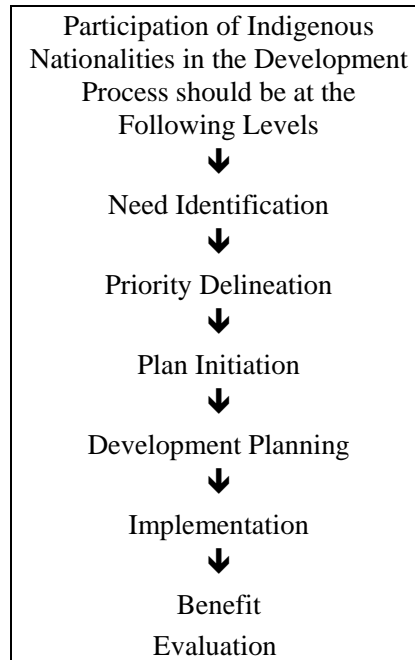 Participation of Indigenous
Nationalities in the Development
Process should be at the
Following Levels
Need Identification
Priority Delineation
Plan Initiation
Development Planning
Implementation
Benefit
Evaluation